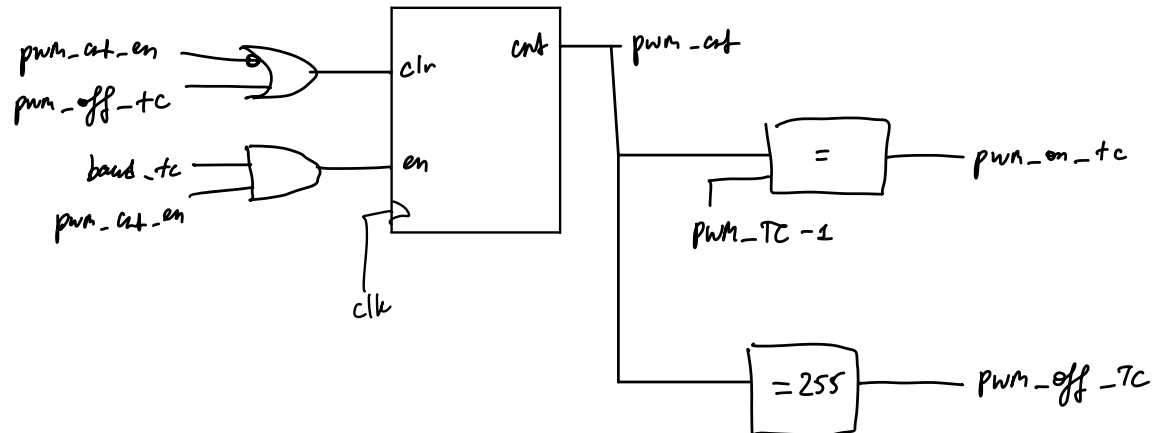 pwm_cnt_en
pwm_off_tc
baud_tc
pwm_cnt_en
clr
en
cnt
clk
pwm_cnt
=
pwm_on_tc
PWM_TC-1
=255
pwm_off_TC